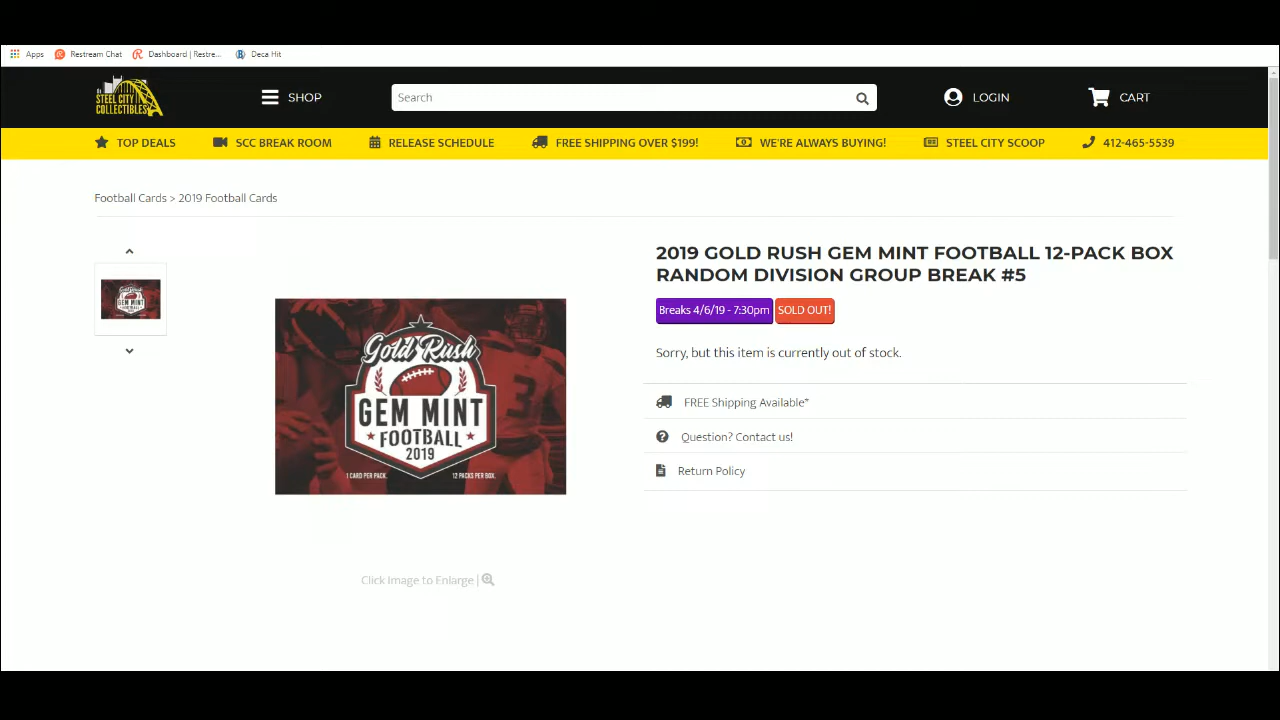 Apps Restream Chat Dashboard | Restre... Deca Hit
STEEL CITY
COLLECTIBLES
SHOP
Search
LOGIN
CART
TOP DEALS SCC BREAK ROOM RELEASE SCHEDULE FREE SHIPPING OVER $199! WE'RE ALWAYS BUYING! STEEL CITY SCOOP 412-465-5539
Football Cards > 2019 Football Cards
2019 GOLD RUSH GEM MINT FOOTBALL 12-PACK BOX
RANDOM DIVISION GROUP BREAK #5
Breaks 4/6/19 - 7:30pm SOLD OUT!
Sorry, but this item is currently out of stock.
FREE Shipping Available*
Question? Contact us!
Return Policy
Gold Rush
GEM MINT
FOOTBALL
2019
1 CARD PER PACK. 12 PACKS PER BOX.
Gold Rush
GEM MINT
FOOTBALL
Click Image to Enlarge |